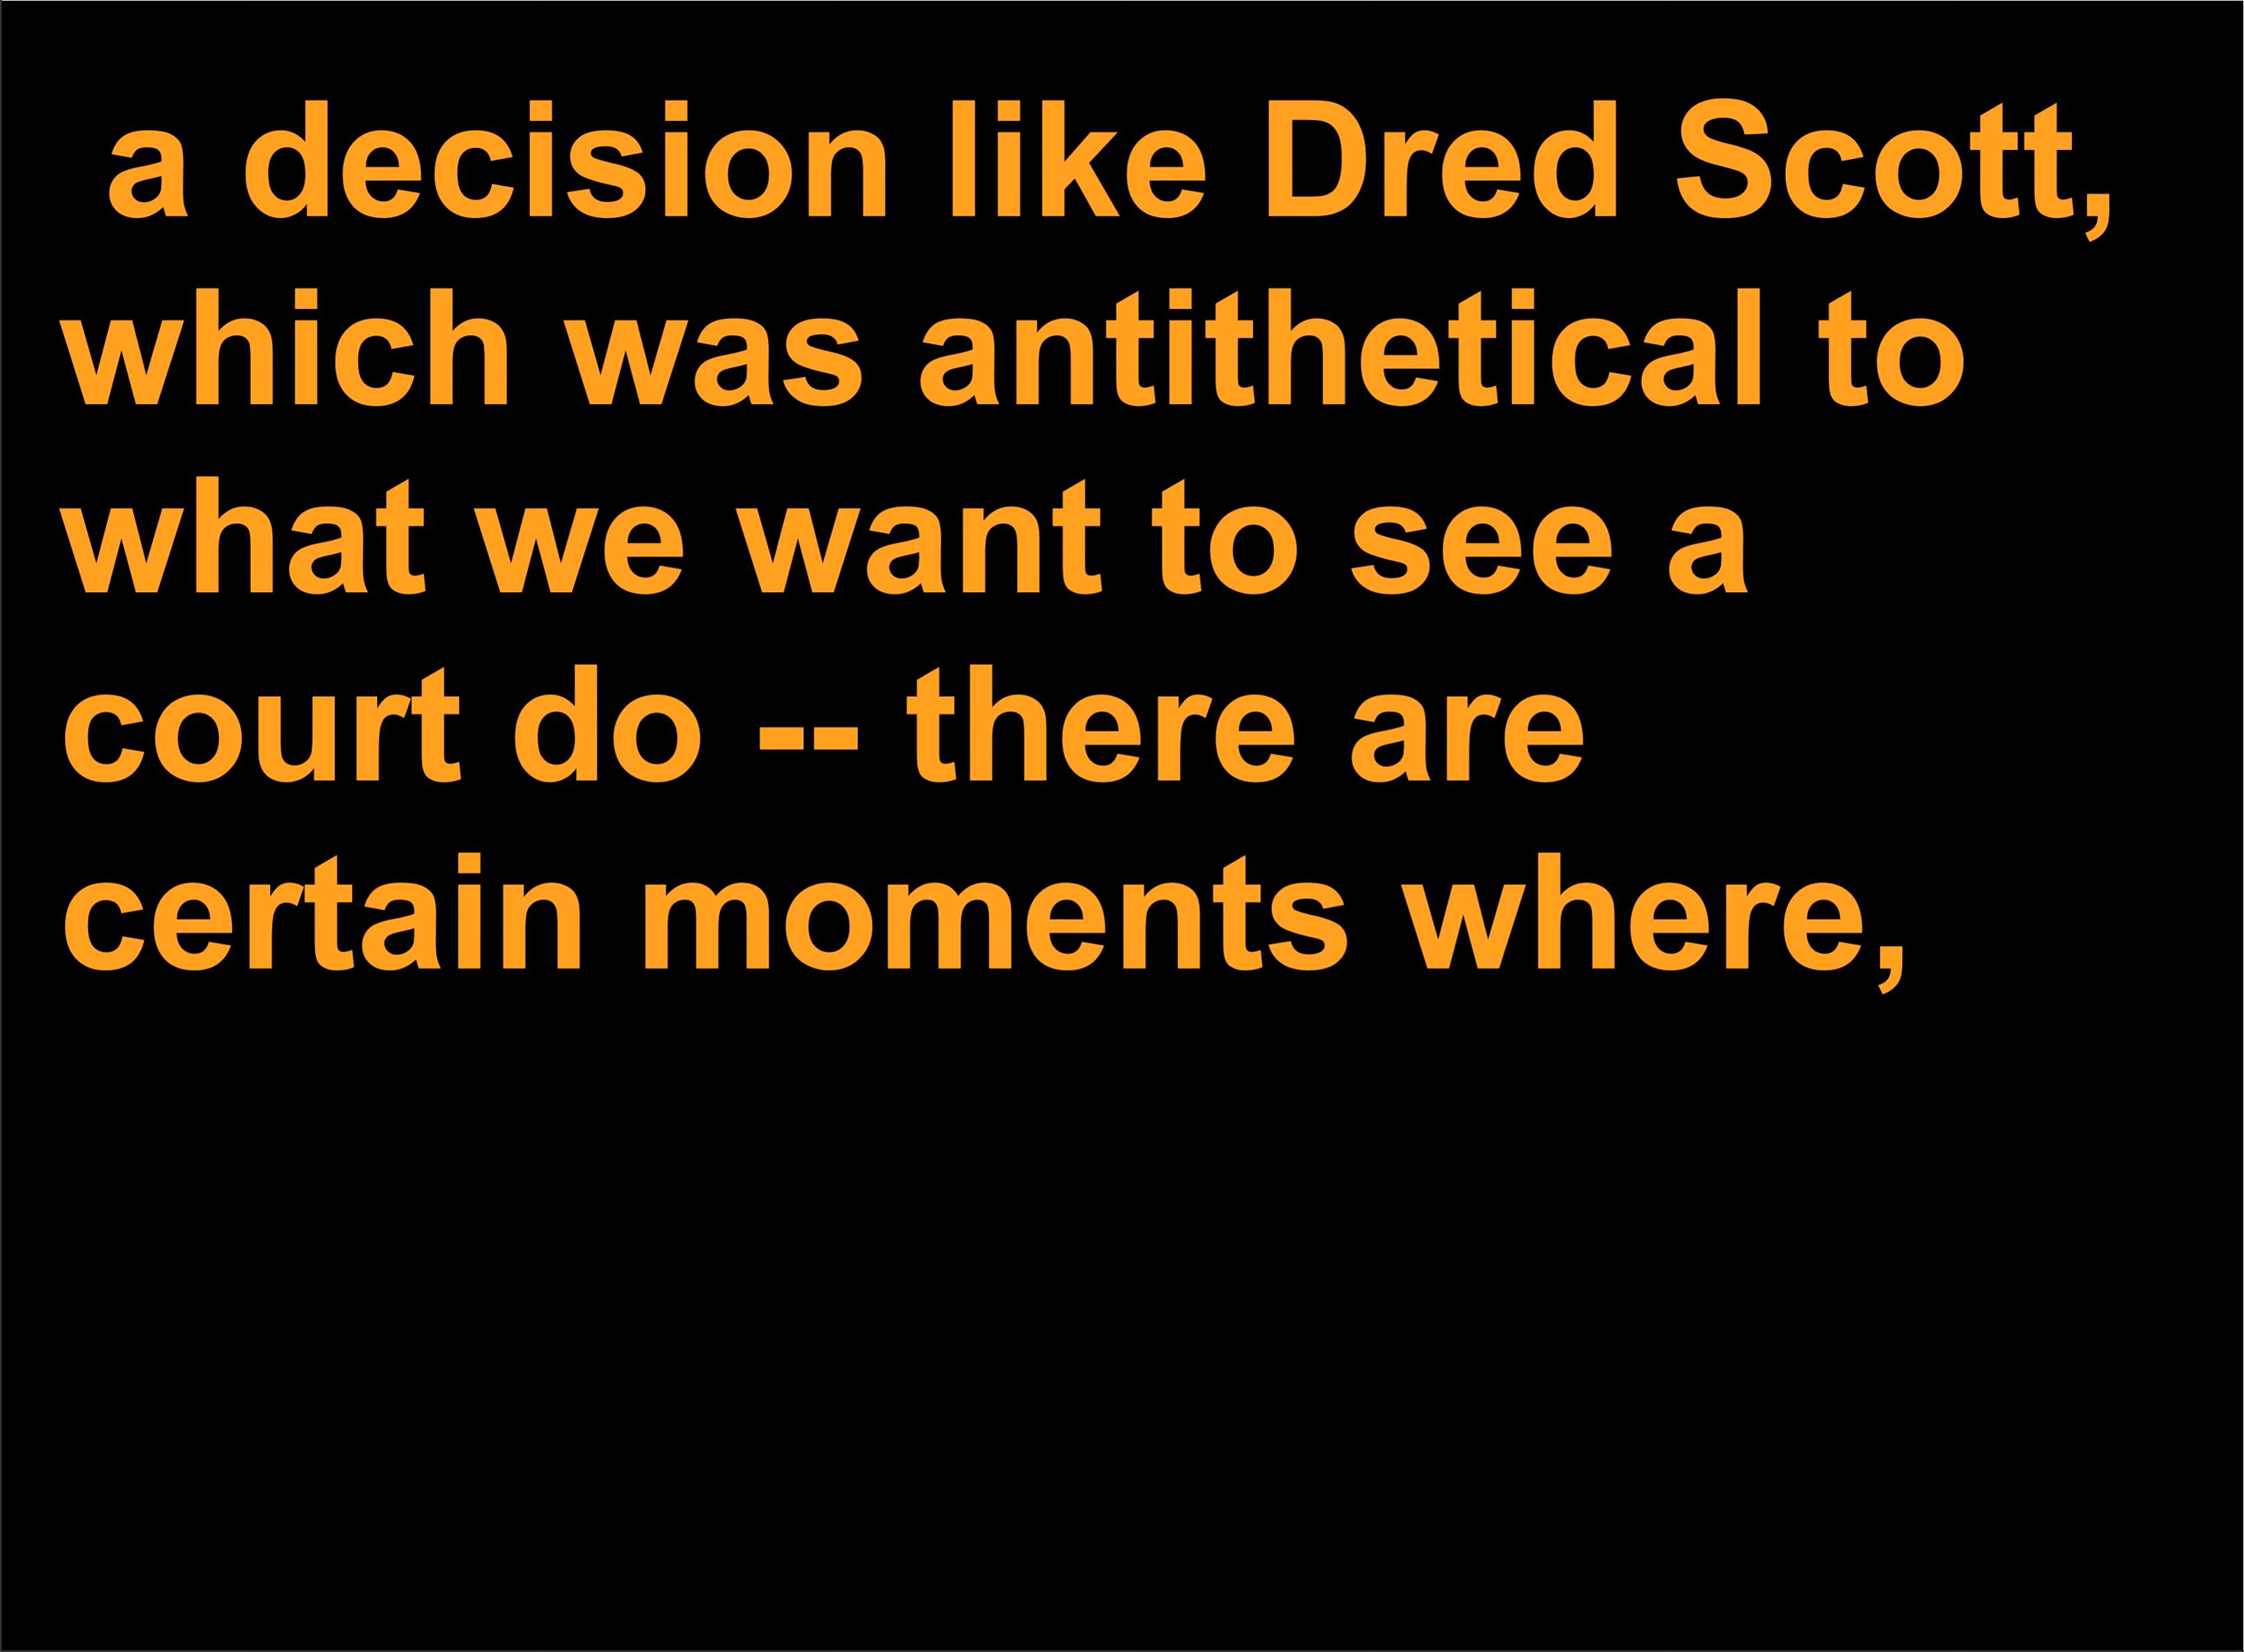 a decision like Dred Scott,
which was antithetical to
what we want to see a
court do -- there are
certain moments where,